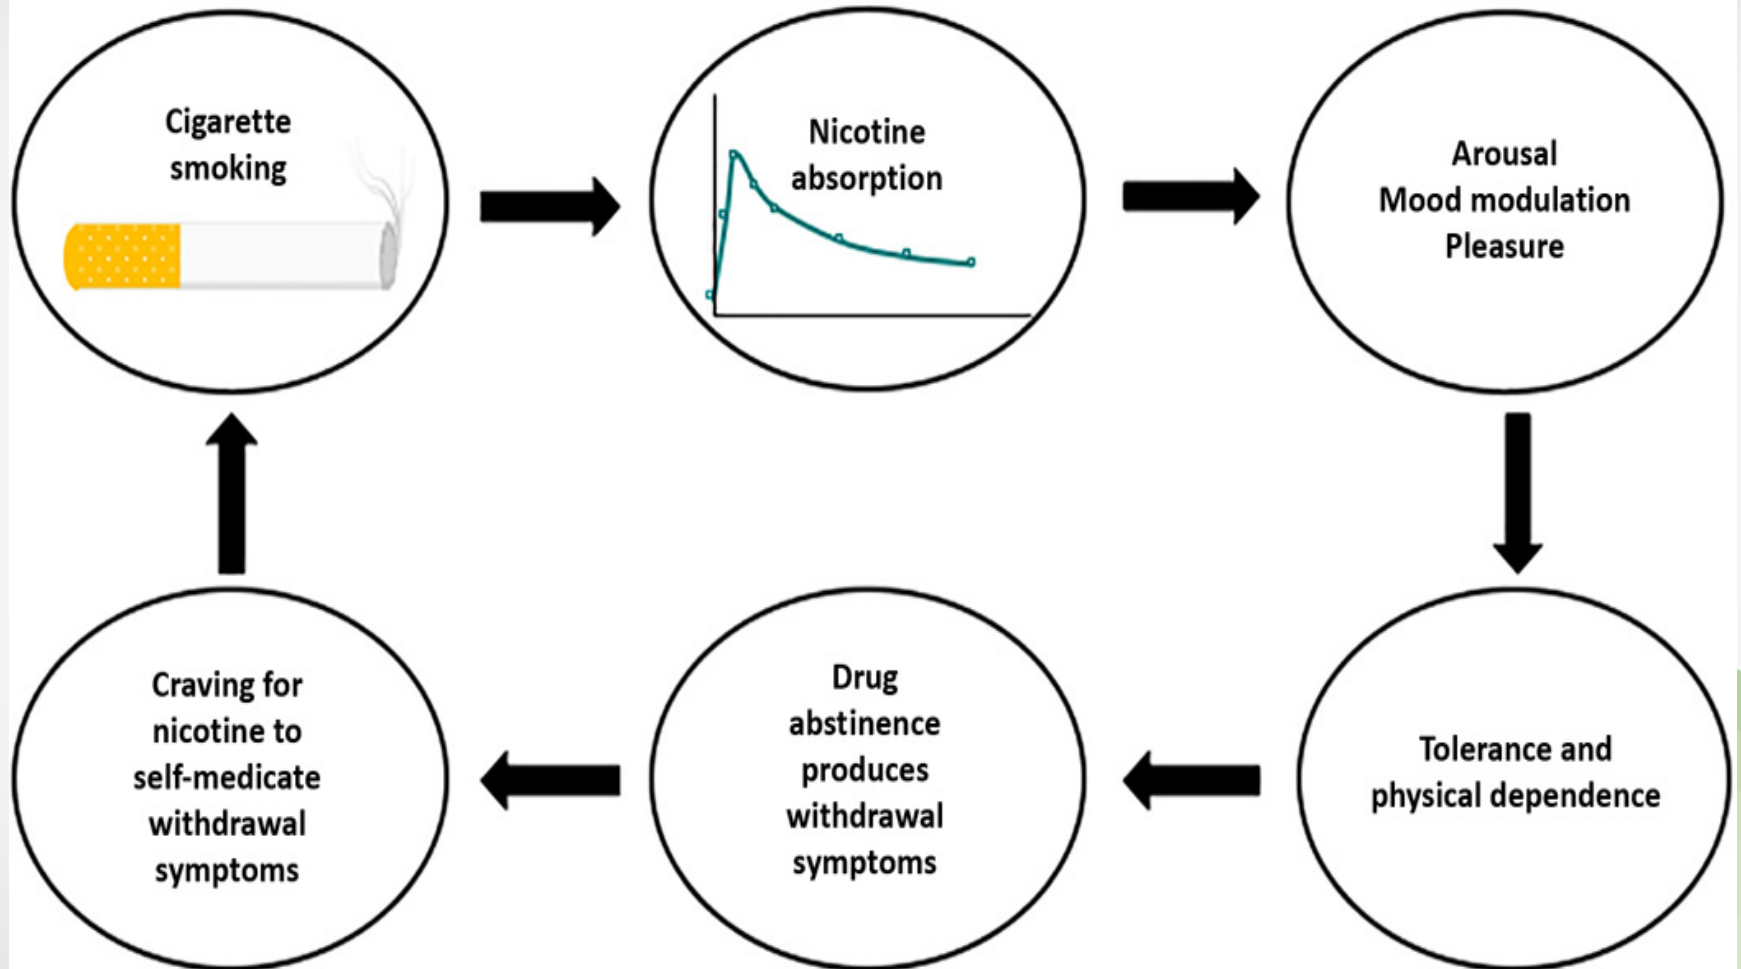 Cigarette
smoking
Nicotine
absorption
Arousal
Mood modulation
Pleasure
Tolerance and
physical dependence
Drug
abstinence
produces
withdrawal
symptoms
Craving for
nicotine to
self-medicate
withdrawal
symptoms